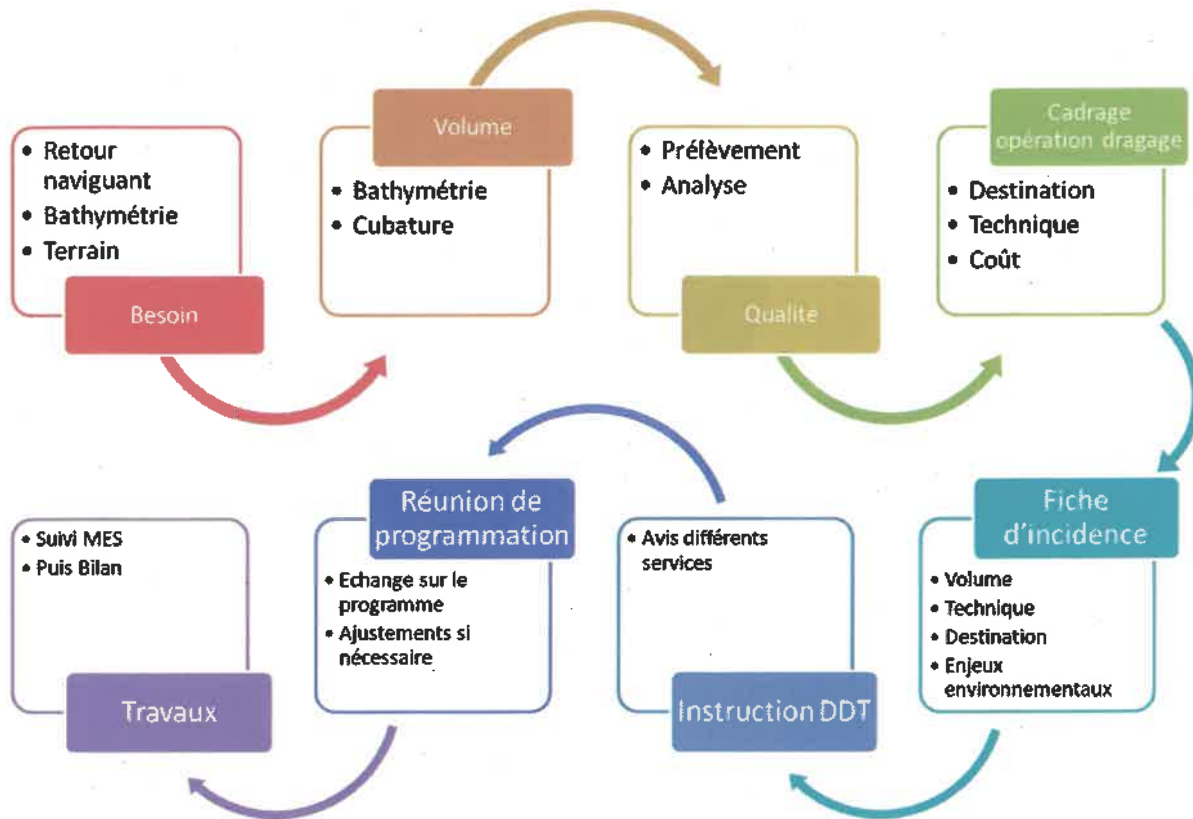 • Retour
naviguant
• Bathymétrie
• Terrain
Besoin
Volume
• Bathymétrie
• Cubature
• Prélèvement
• Analyse
Qualite
Cadrage
opération dragage
• Destination
• Technique
• Coût
Fiche
d'incidence
• Volume
• Technique
• Destination
• Enjeux
environnementaux
• Avis différents
services
Instruction DDT
Réunion de
programmation
• Echange sur le
programme
• Ajustements si
nécessaire
• Suivi MES
• Puis Bilan
Travaux